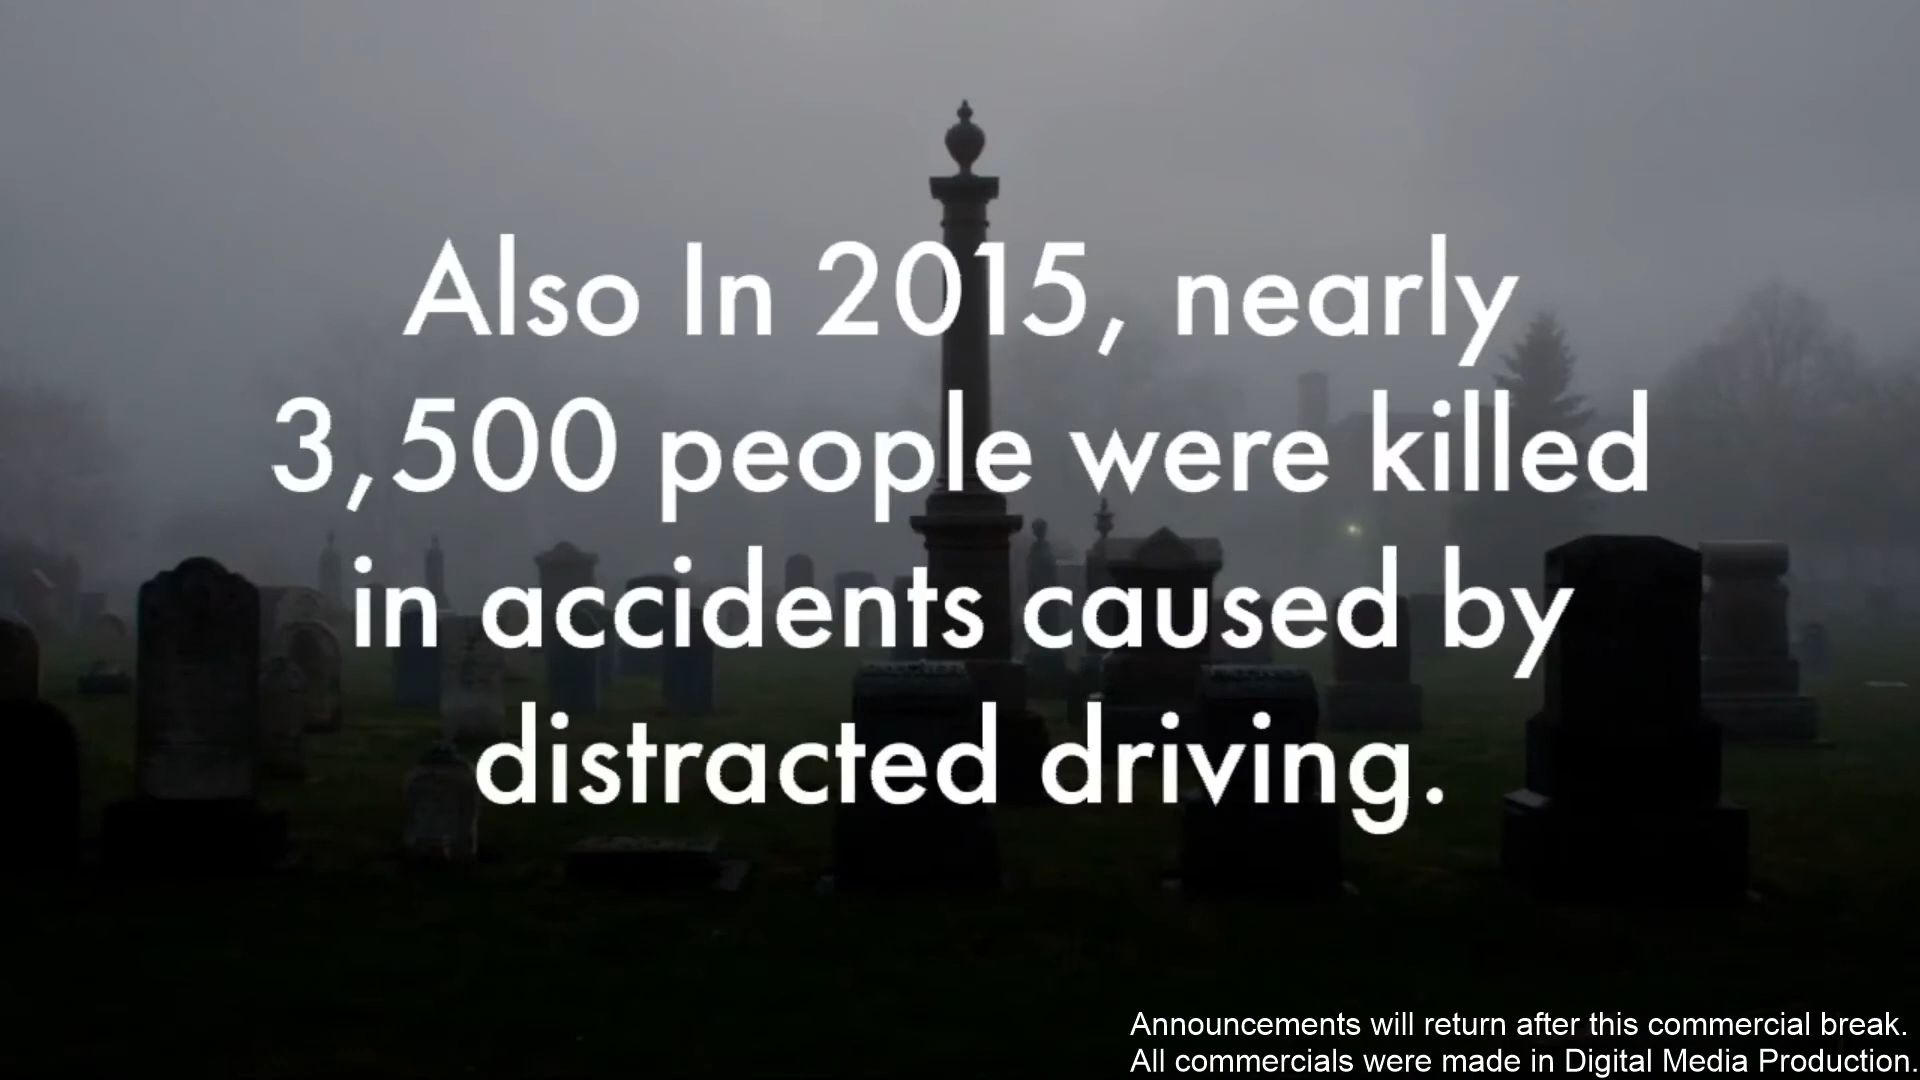 Also In 2015, nearly
3,500 people were killed
in accidents caused by
distracted driving.
Announcements will return after this commercial break.
All commercials were made in Digital Media Production.